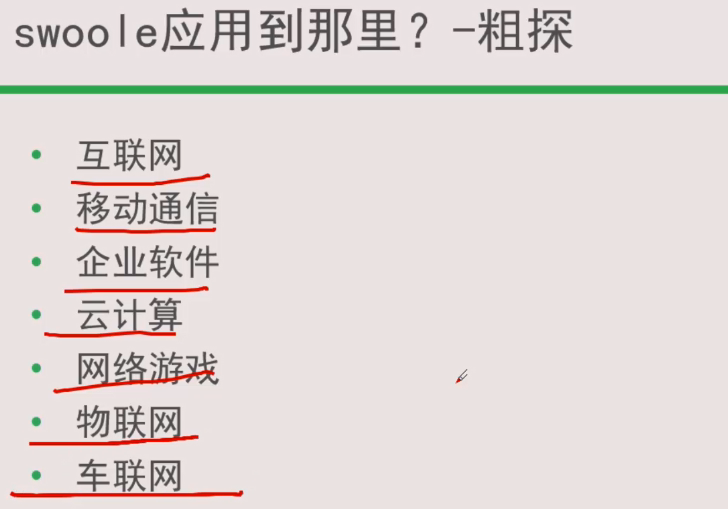 swoole应用到那里？-粗探
• 互联网
• 移动通信
• 企业软件
• 云计算
• 网络游戏
• 物联网
• 车联网